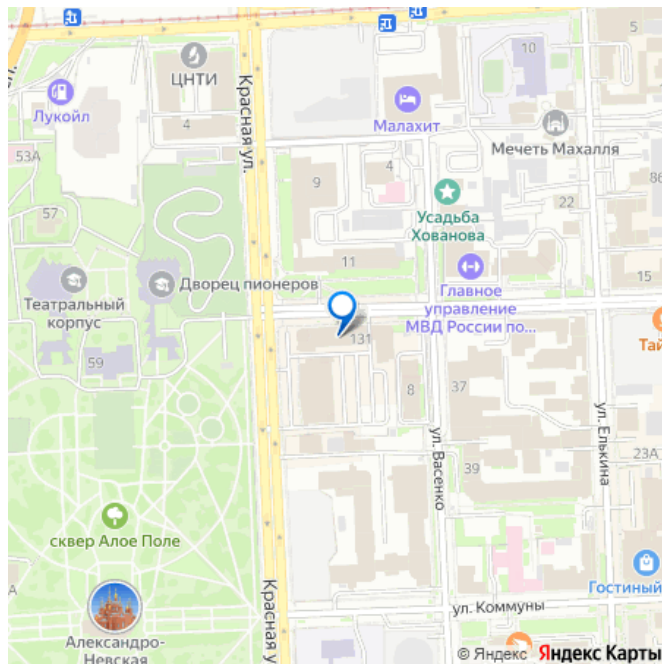 5
10
ЦНТИ
Лукойл
4
Красная ул.
Малахит
Мечеть Махалля
53А
4
9
22
57
Усадьба
Хованова
11
Дворец пионеров
Театральный
корпус
Главное
управление
МВД России по...
15
131
Тай
59
8
37
ул. Васенко
ул. Елькина
39
23А
сквер Алое Поле
Гостиный
Красная у
ул. Коммуны
Александро-
Невская
© Яндекс Яндекс Карты